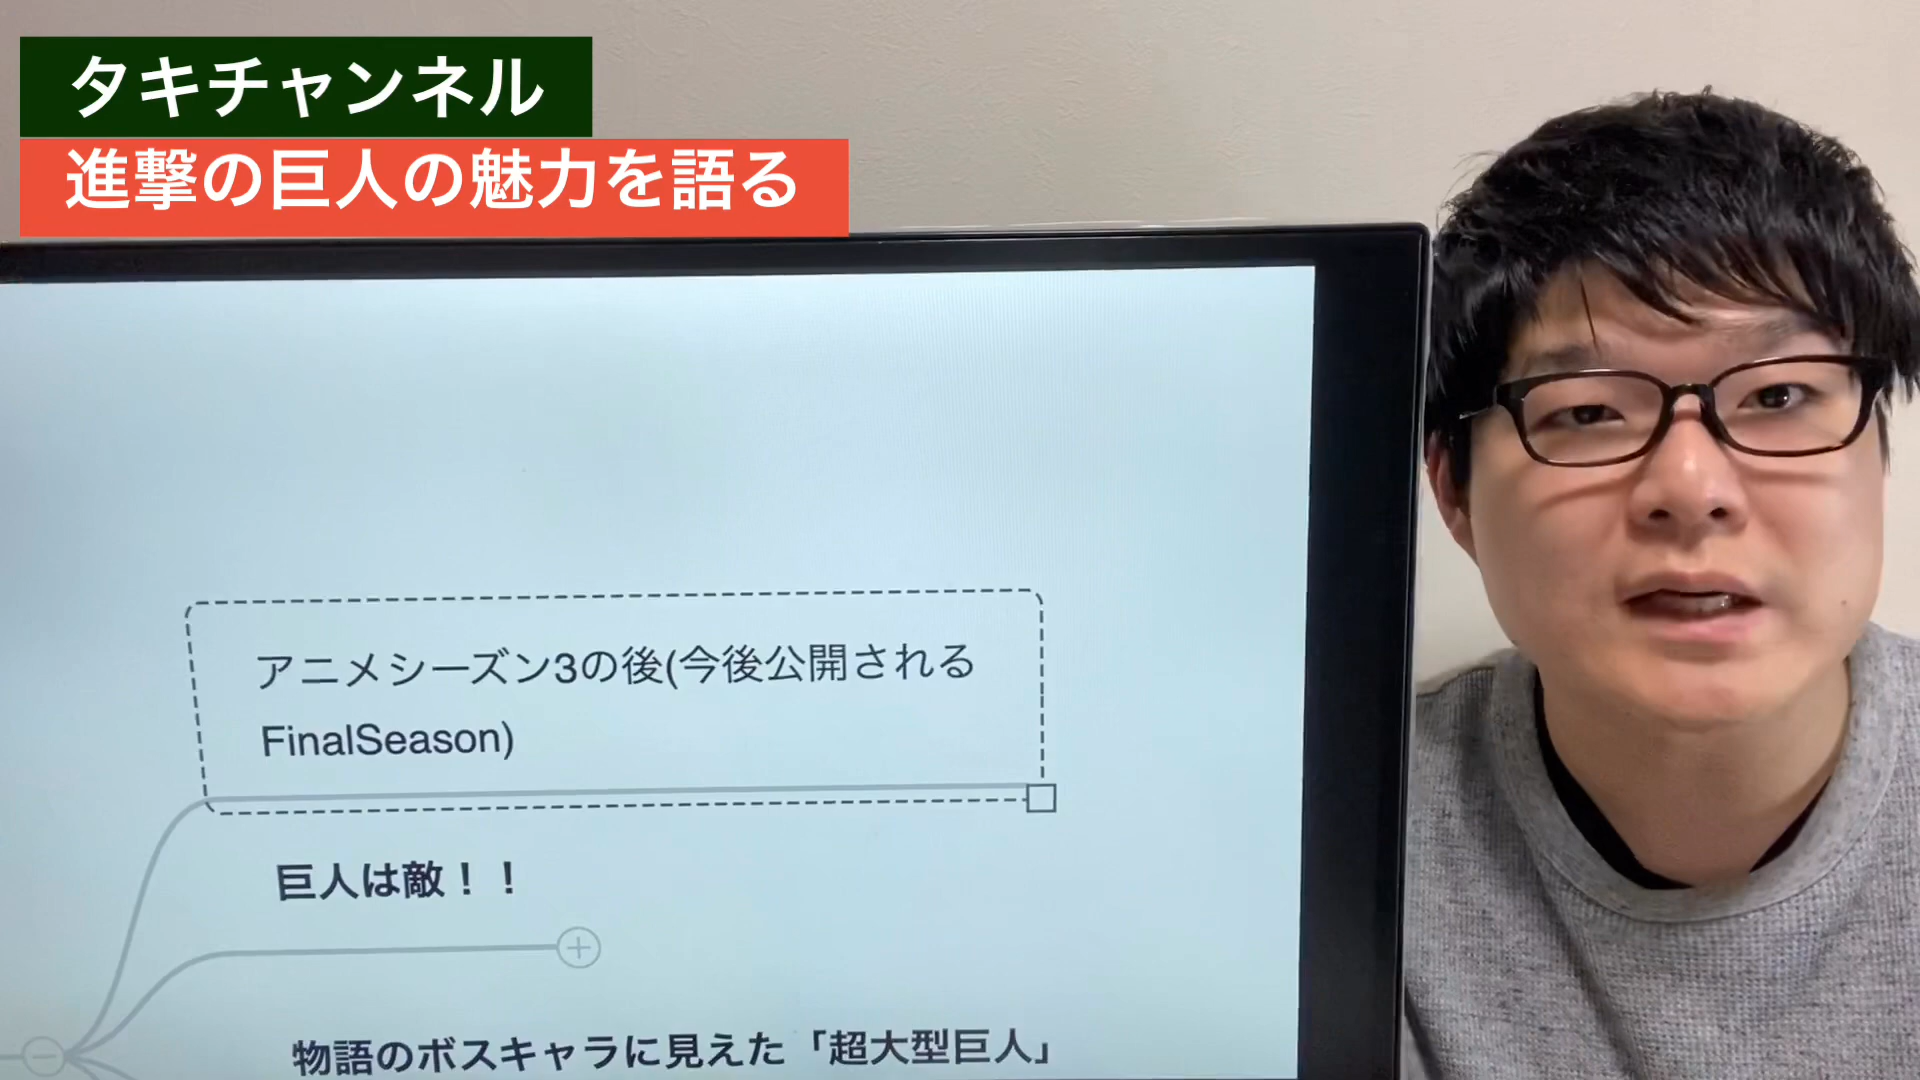 タキチャンネル
進撃の巨人の魅力を語る
アニメシーズン3の後(今後公開される
FinalSeason)
巨人は敵！！
物語のボスキャラに見えた「超大型巨人」